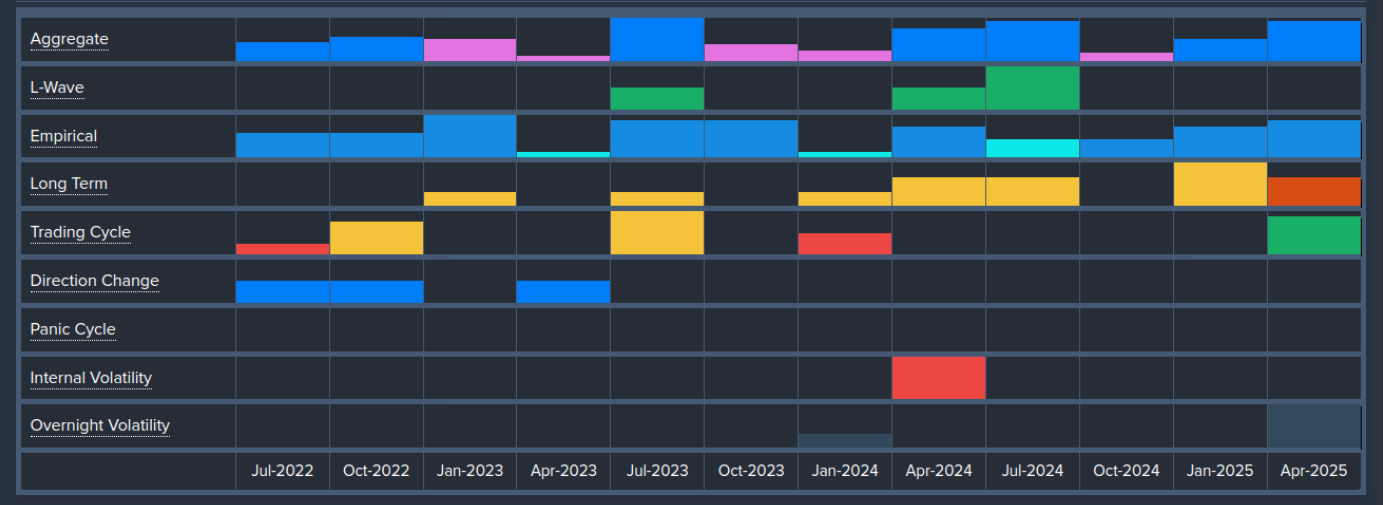 Aggregate
L-Wave
Empirical
Long Term
Trading Cycle
Direction Change
Panic Cycle
Internal Volatility
Overnight Volatility
Jul-2022 Oct-2022 Jan-2023 Apr-2023 Jul-2023 Oct-2023 Jan-2024 Apr-2024 Jul-2024 Oct-2024 Jan-2025 Apr-2025